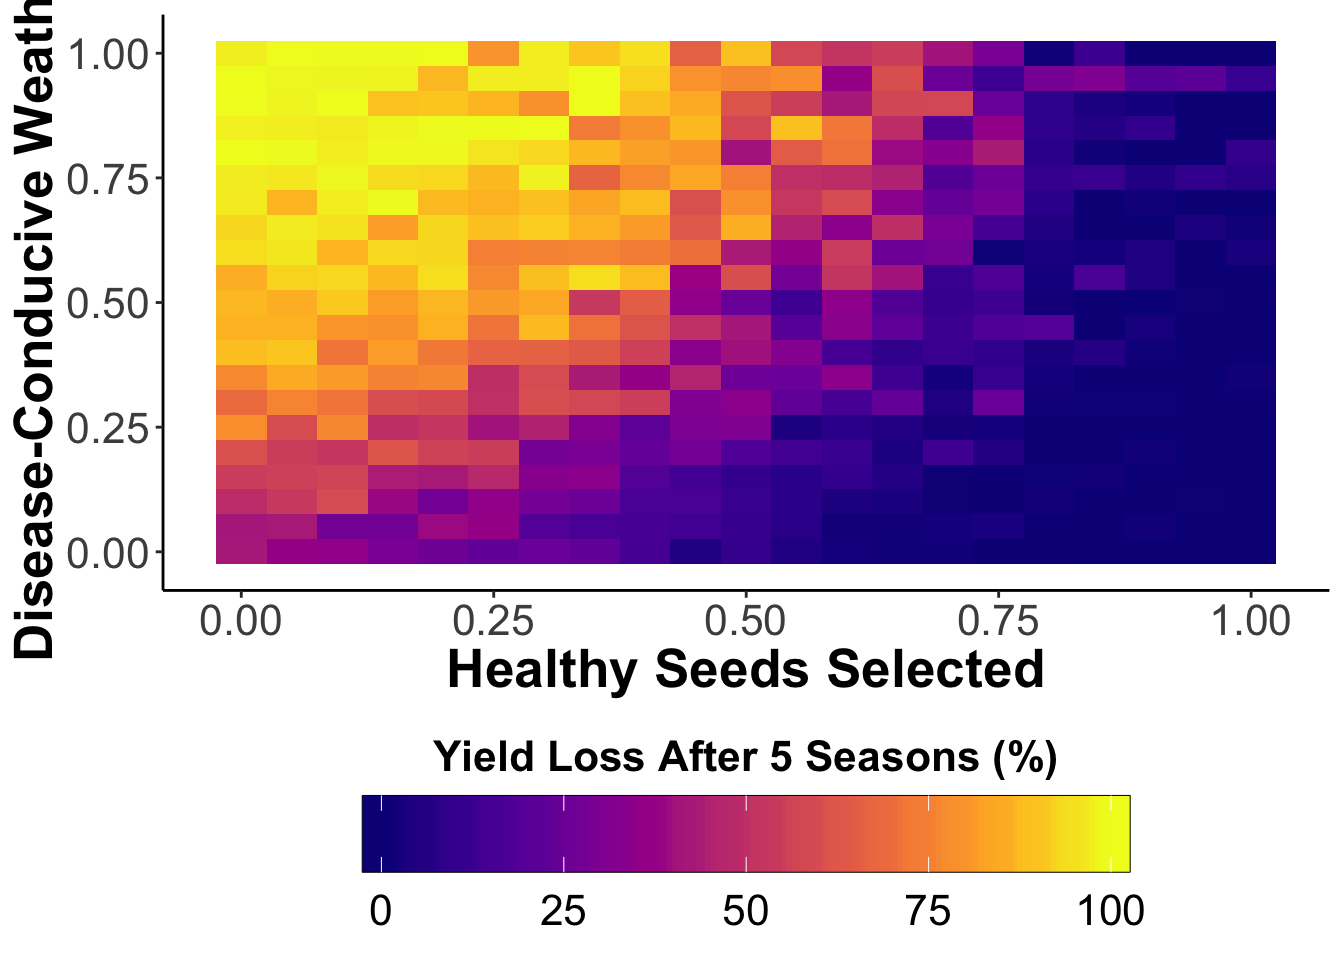 Disease-Conducive Weath
1.00
0.75
0.50
0.25
0.00
0.00 0.25 0.50 0.75 1.00
Healthy Seeds Selected
Yield Loss After 5 Seasons (%)
0 25 50 75 100